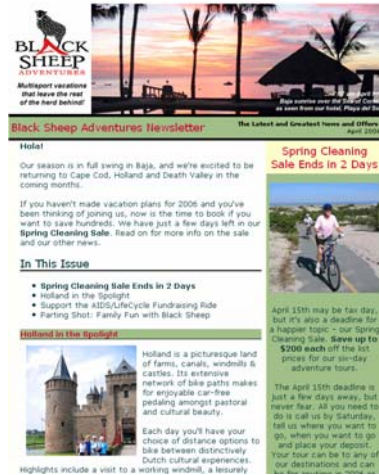 BLACK
SHEEP
ADVENTURES
Multisport vacations
that leave the rest
of the herd behind!
Baja sunrise over the Sea of
as seen from our hotel, Playa del
Black Sheep Adventures Newsletter
The Latest and Greatest News and Offers
April 2006
Hola!
Our season is in full swing in Baja, and we're excited to be
returning to Cape Cod, Holland and Death Valley in the
coming months.
If you haven't made vacation plans for 2006 and you've
been thinking of joining us, now is the time to book if you
want to save hundreds. We have just a few days left in our
Spring Cleaning Sale. Read on for more info on the sale
and our other news.
In This Issue
Spring Cleaning Sale Ends in 2 Days
Holland in the Spolight
Support the AIDS/LifeCycle Fundraising Ride
Parting Shot: Family Fun with Black Sheep
Holland in the Spotlight
Holland is a picturesque land
of farms, canals, windmills &
castles. Its extensive
network of bike paths makes
for enjoyable car-free
pedaling amongst pastoral
and cultural beauty.
Each day you'll have your
choice of distance options to
bike between distinctively
Dutch cultural experiences.
Highlights include a visit to a working windmill, a leisurely
Spring Cleaning
Sale Ends in 2 Days
April 15th may be tax day,
but it's also a deadline for
a happier topic - our Spring
Cleaning Sale. Save up to
$200 each off the list
prices for our six-day
adventure tours.
The April 15th deadline is
just a few days away, but
never fear. All you need to
do is call us by Saturday,
tell us where you want to
go, when you want to go
and place your deposit.
Your tour can be to any of
our destinations and can